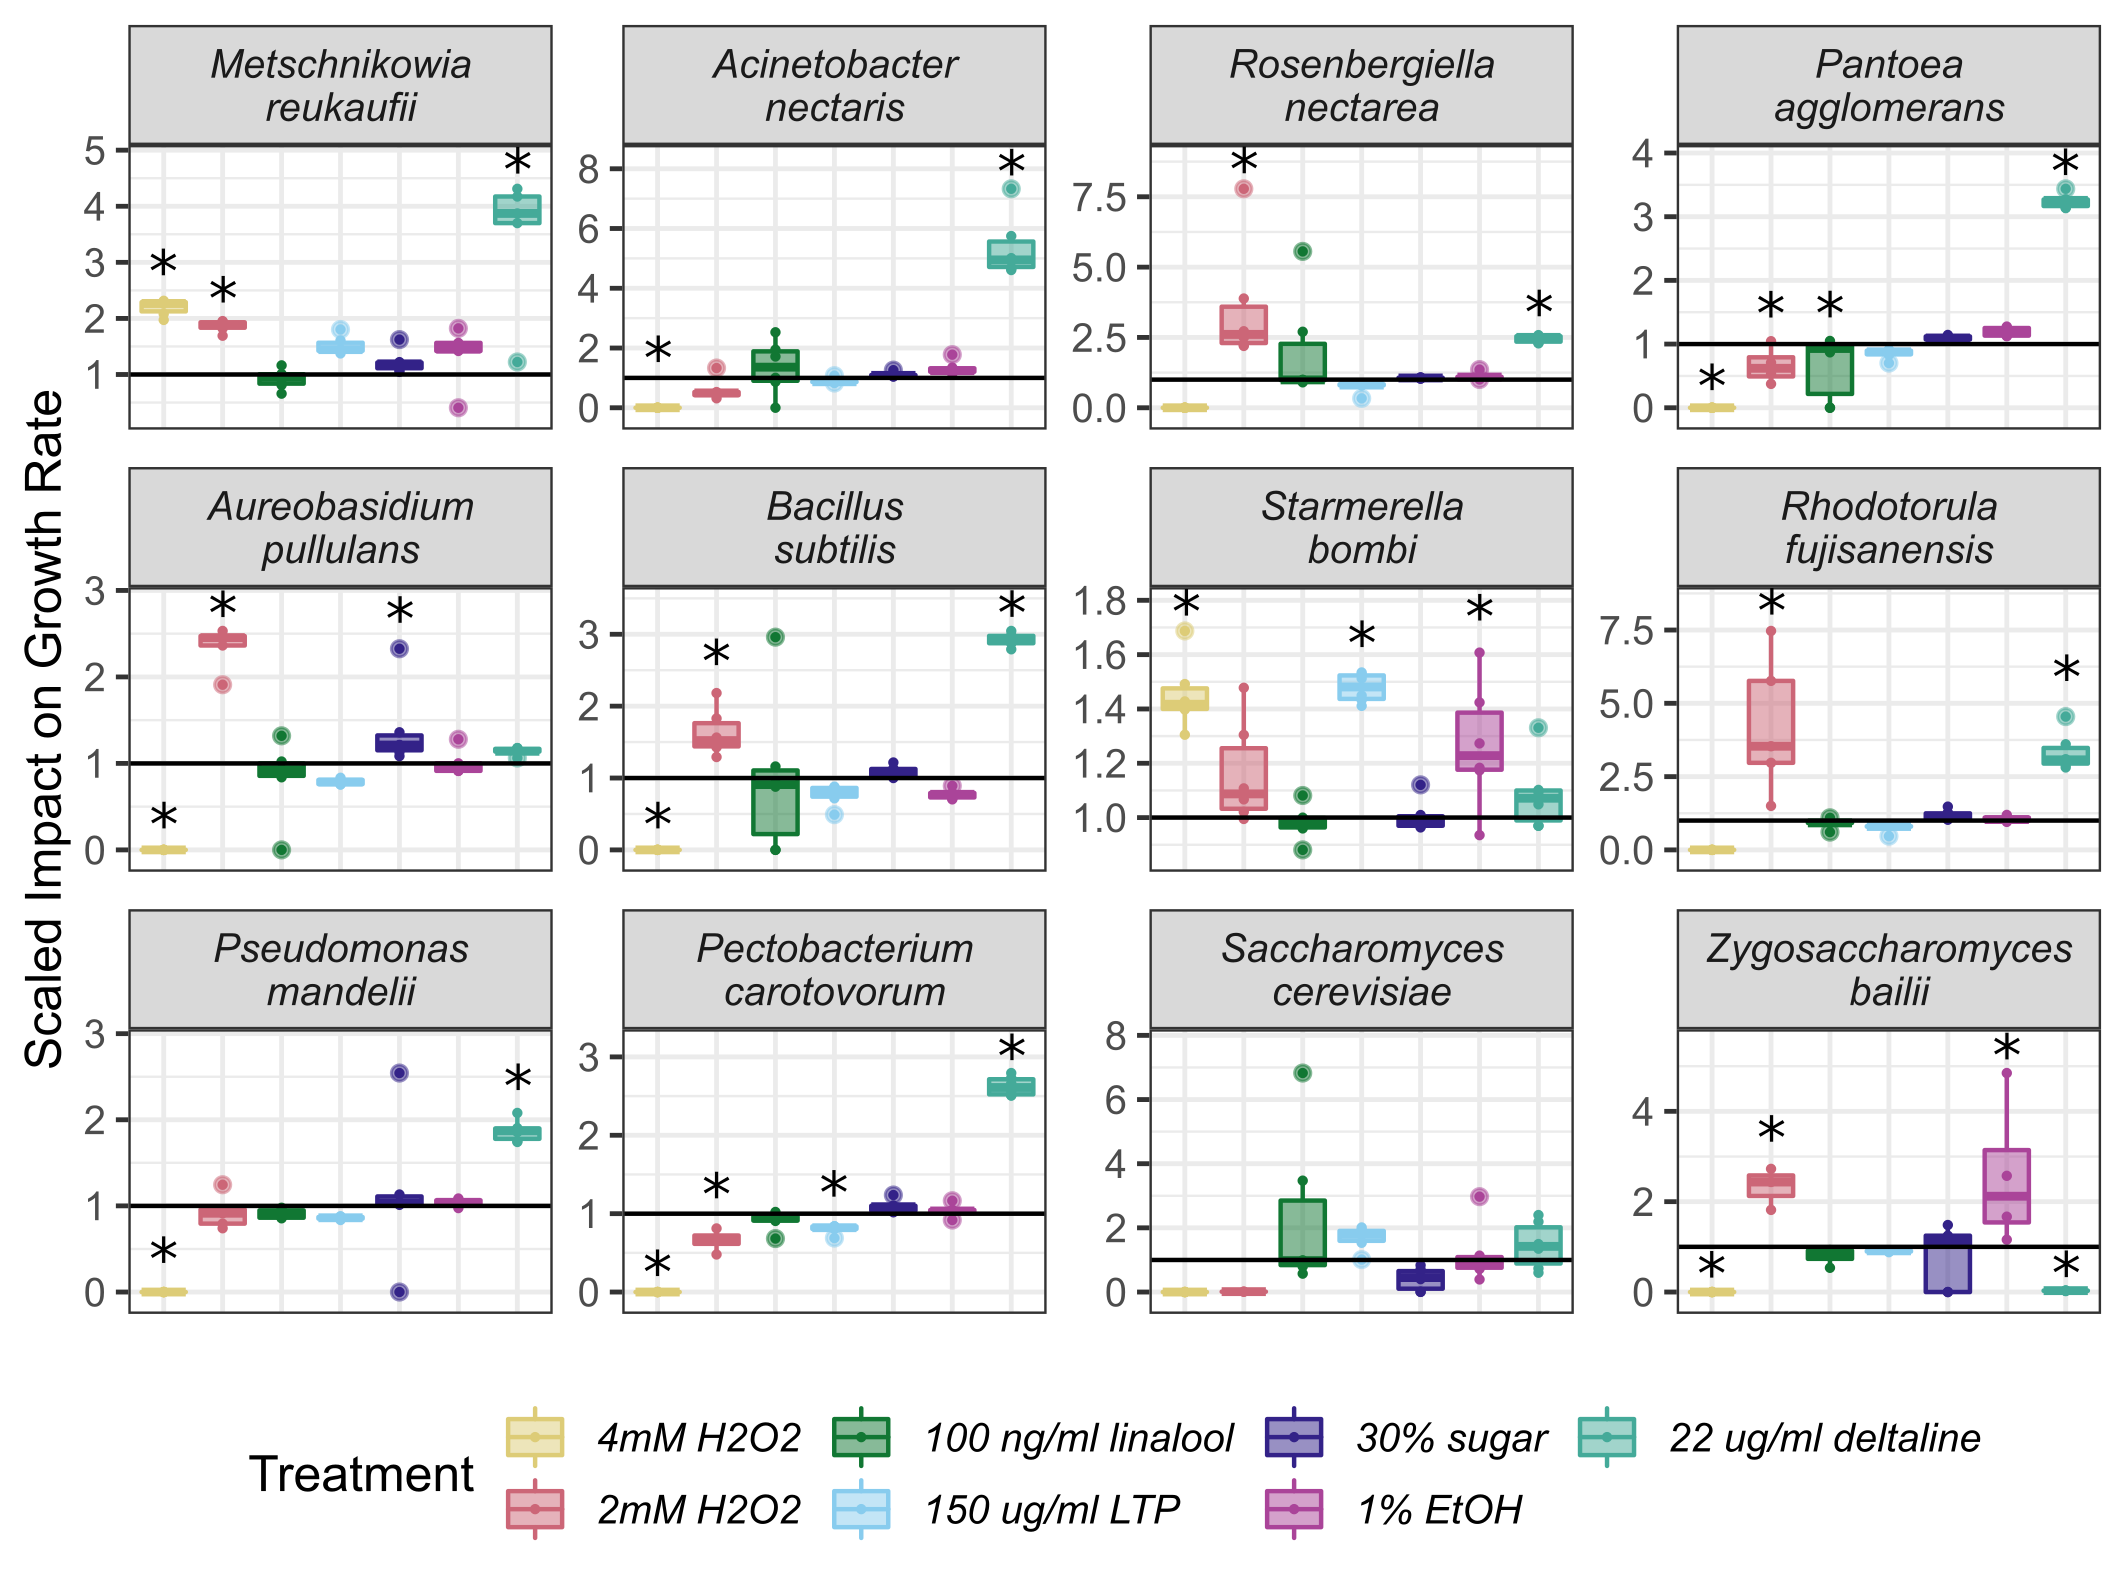 Metschnikowia
reukaufii
Acinetobacter
nectaris
Rosenbergiella
nectarea
Pantoea
agglomerans
5
4
3
2
1
*
*
*
8
6
4
2
0
*
*
7.5
5.0
2.5
0.0
*
*
4
3
2
1
0
*
*
*
*
Scaled Impact on Growth Rate
Aureobasidium
pullulans
Bacillus
subtilis
Starmerella
bombi
Rhodotorula
fujisanensis
3
2
1
0
*
*
*
3
2
1
0
*
*
*
1.8
1.6
1.4
1.2
1.0
*
*
*
7.5
5.0
2.5
0.0
*
*
Pseudomonas
mandelii
Pectobacterium
carotovorum
Saccharomyces
cerevisiae
Zygosaccharomyces
bailii
3
2
1
0
*
*
3
2
1
0
*
*
*
*
8
6
4
2
0
4
2
0
*
*
*
*
Treatment
4mM H2O2
100 ng/ml linalool
30% sugar
22 ug/ml deltaline
2mM H2O2
150 ug/ml LTP
1% EtOH